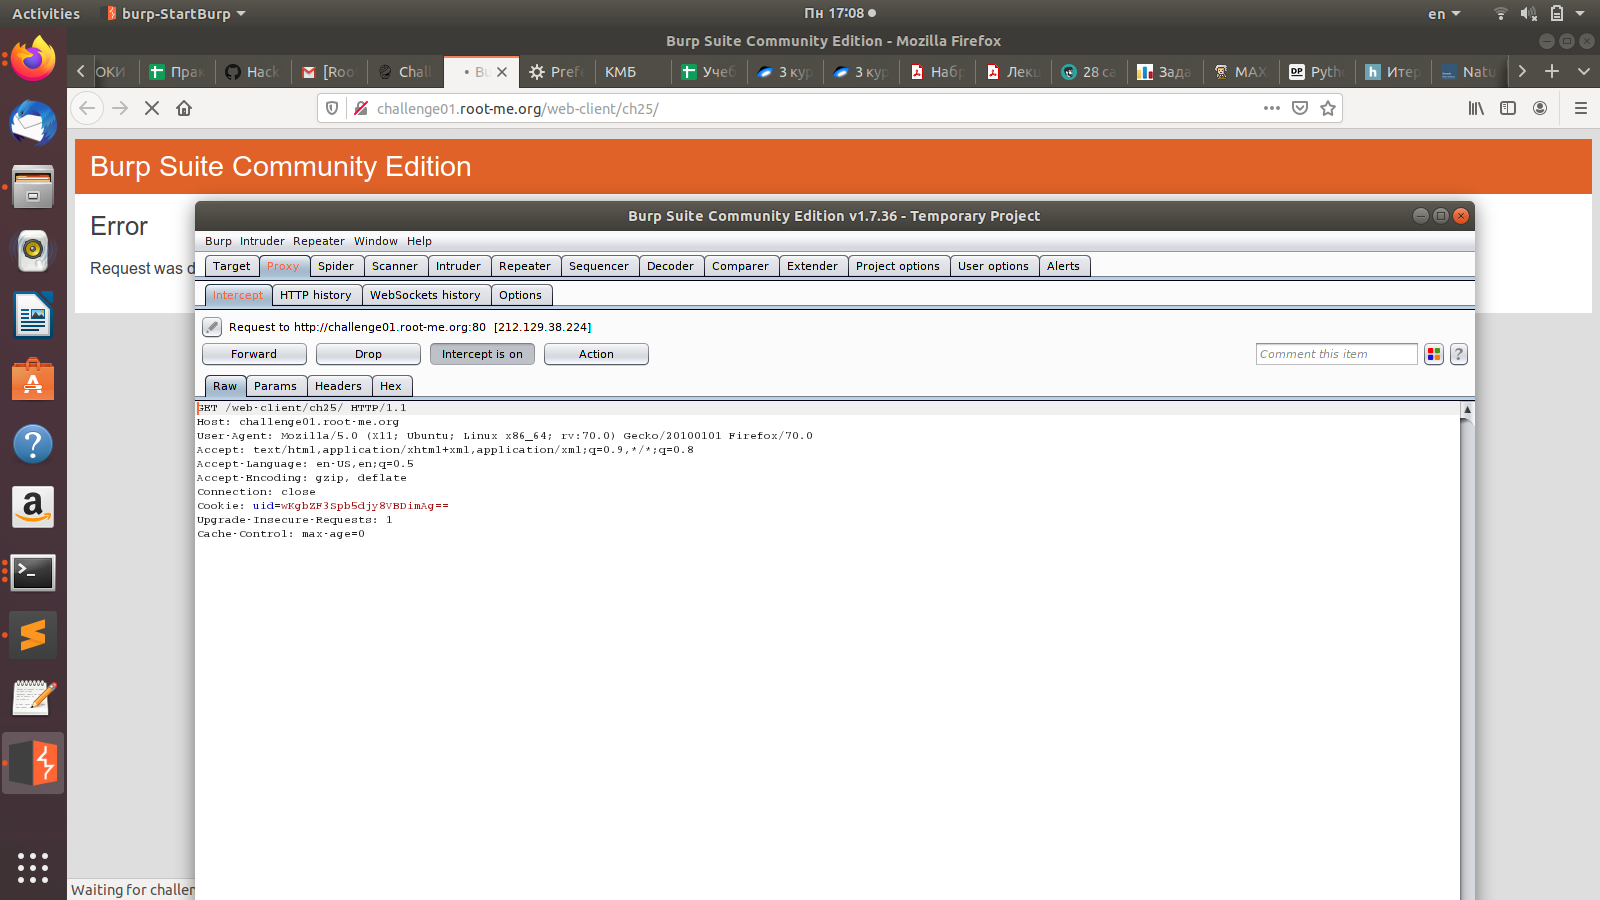 Activities burp-StartBurp Пн 17:08 en
Burp Suite Community Edition - Mozilla Firefox
ОКИ Пра Hack [Roo Chall Bu Prefe КМБ Учеб 3 кур 3 кур Набр Лекц 28 са Зада MAX Pyth Итер Natu
challenge01.root-me.org/web-client/ch25/
Burp Suite Community Edition
Error
Request was d
Burp Suite Community Edition v1.7.36 - Temporary Project
Burp Intruder Repeater Window Help
Target Proxy Spider Scanner Intruder Repeater Sequencer Decoder Comparer Extender Project options User options Alerts
Intercept HTTP history WebSockets history Options
Request to http://challenge01.root-me.org:80 [212.129.38.224]
Forward Drop Intercept is on Action Comment this item ?
Raw Params Headers Hex
GET /web-client/ch25/ HTTP/1.1
Host: challenge01.root-me.org
User-Agent: Mozilla/5.0 (X11; Ubuntu; Linux x86_64; rv:70.0) Gecko/20100101 Firefox/70.0
Accept: text/html,application/xhtml+xml,application/xml;q=0.9,*/*;q=0.8
Accept-Language: en-US,en;q=0.5
Accept-Encoding: gzip, deflate
Connection: close
Cookie: uid=wKgbZF3Spb5djy8VBDimAg==
Upgrade-Insecure-Requests: 1
Cache-Control: max-age=0
Waiting for challen